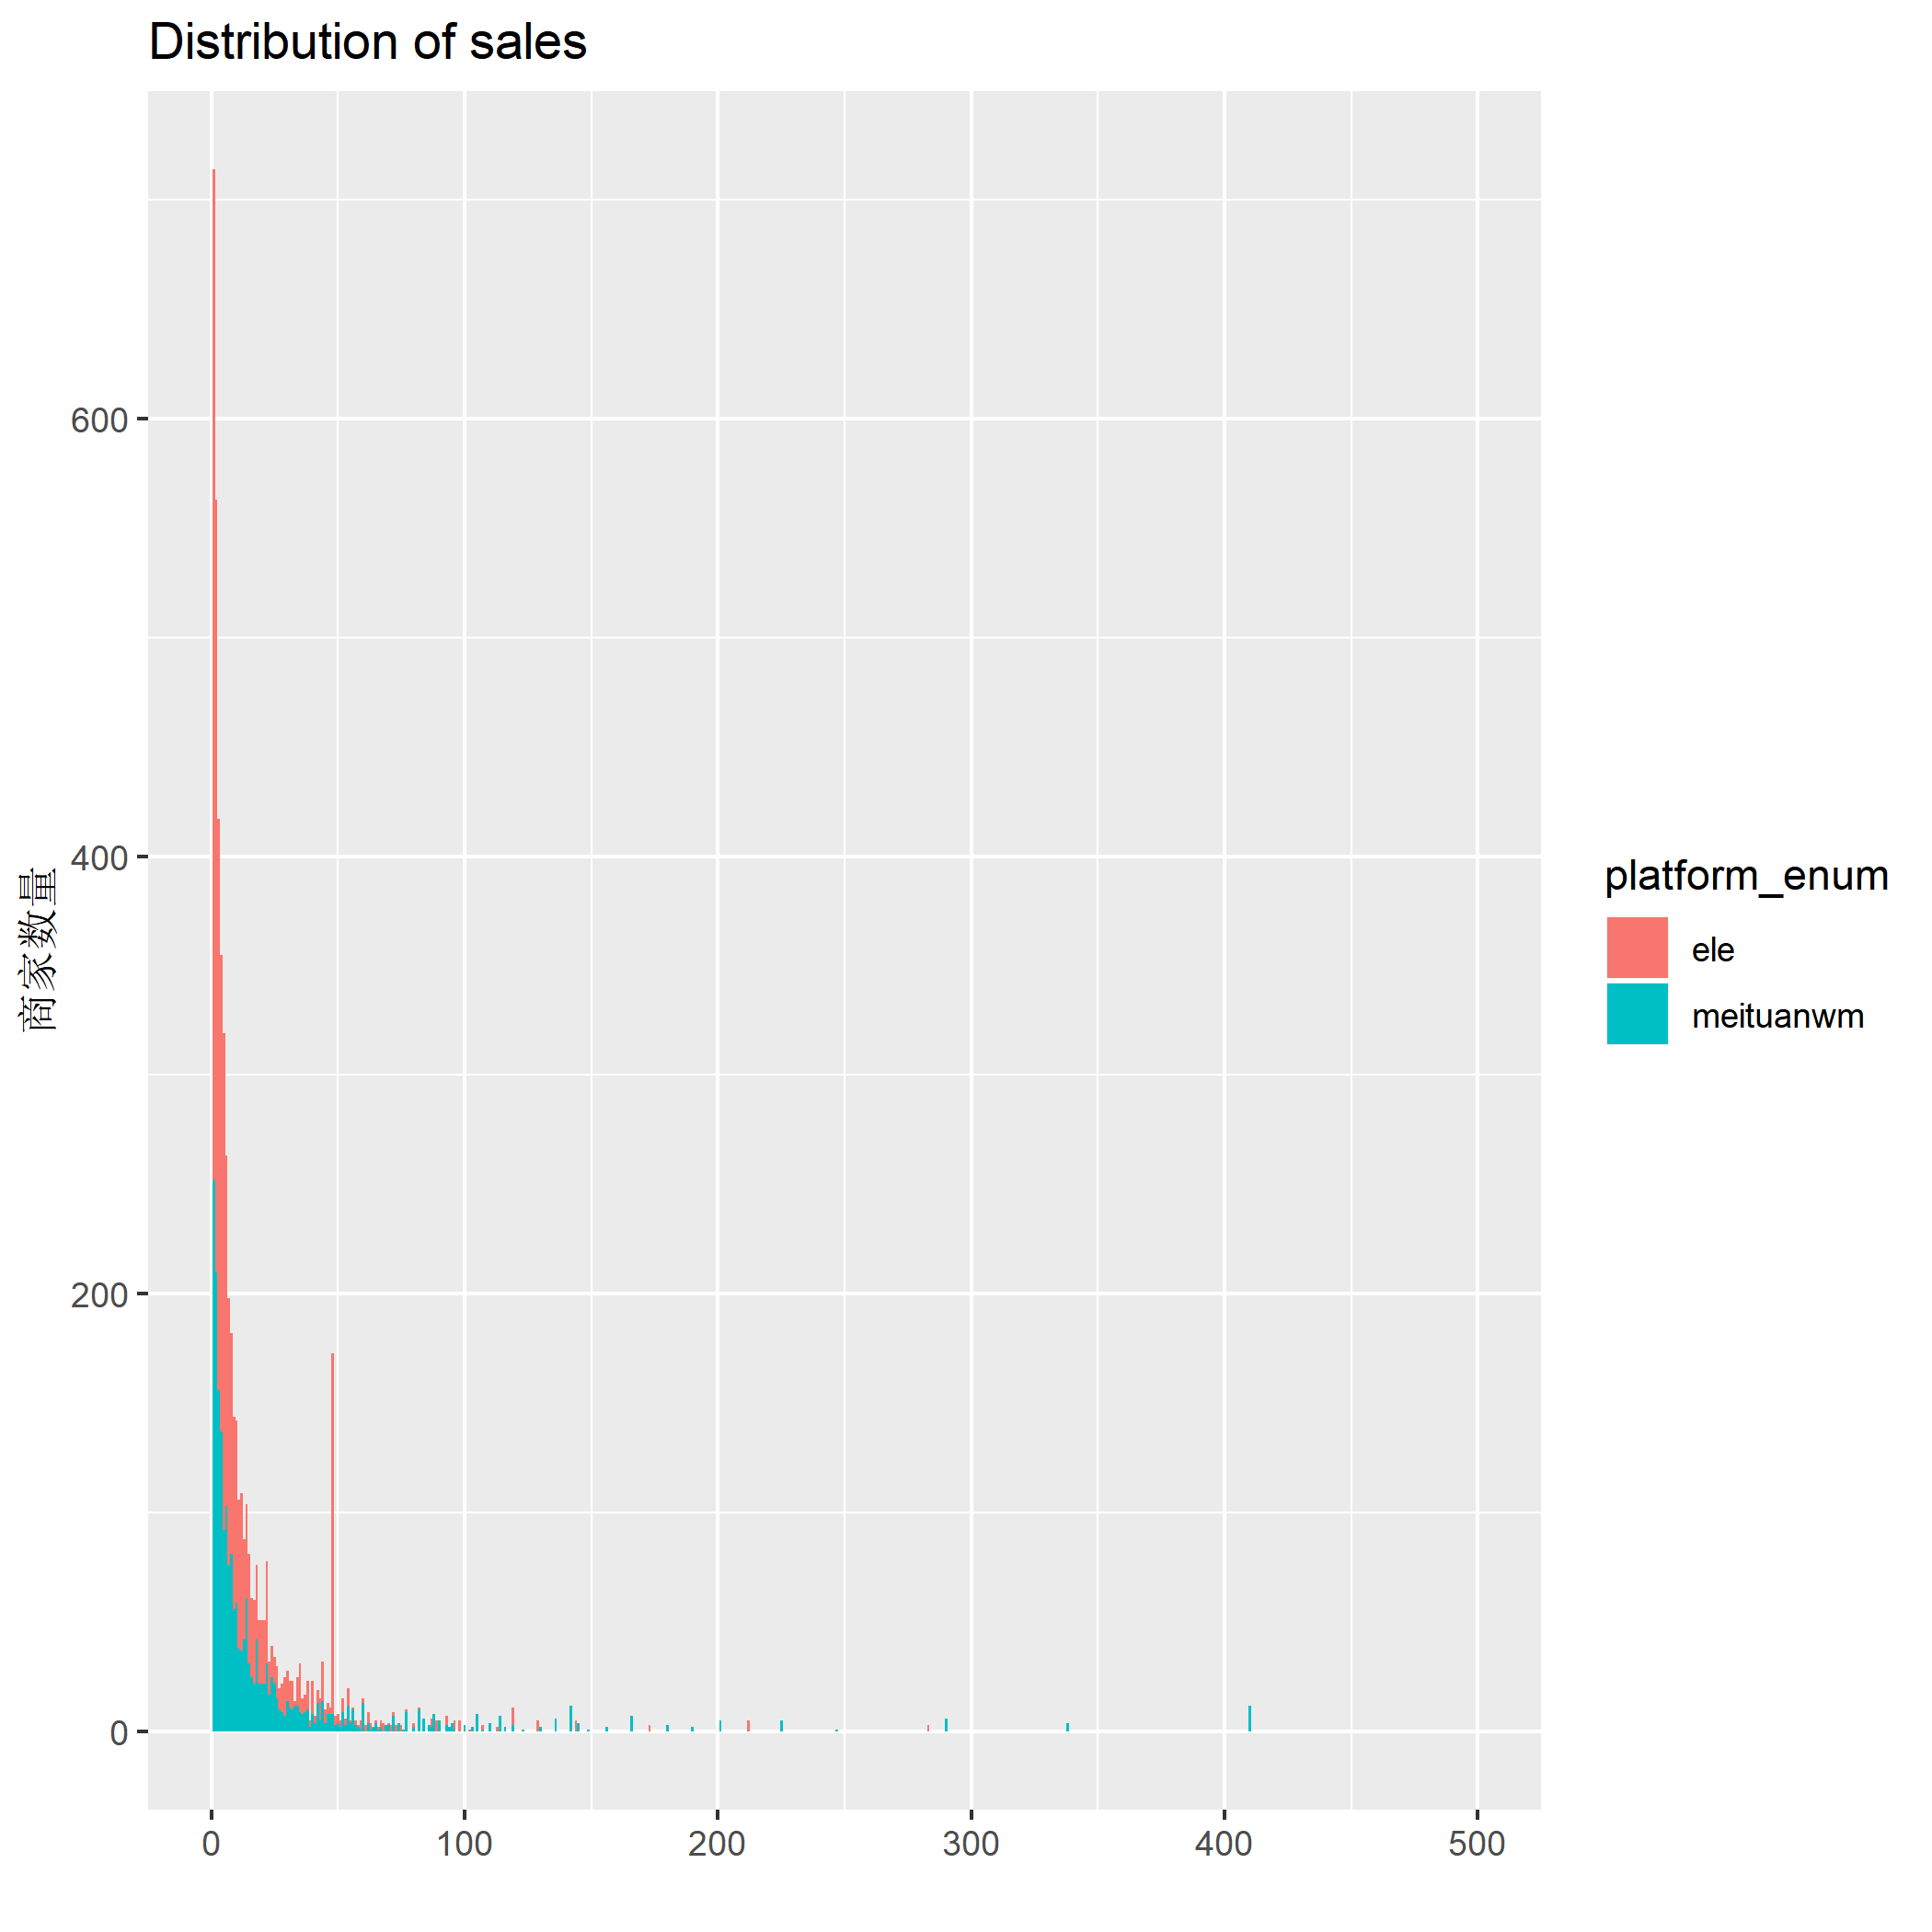 Distribution of sales
600
400
200
0
商家数量
0 100 200 300 400 500
platform_enum
ele
meituanwm